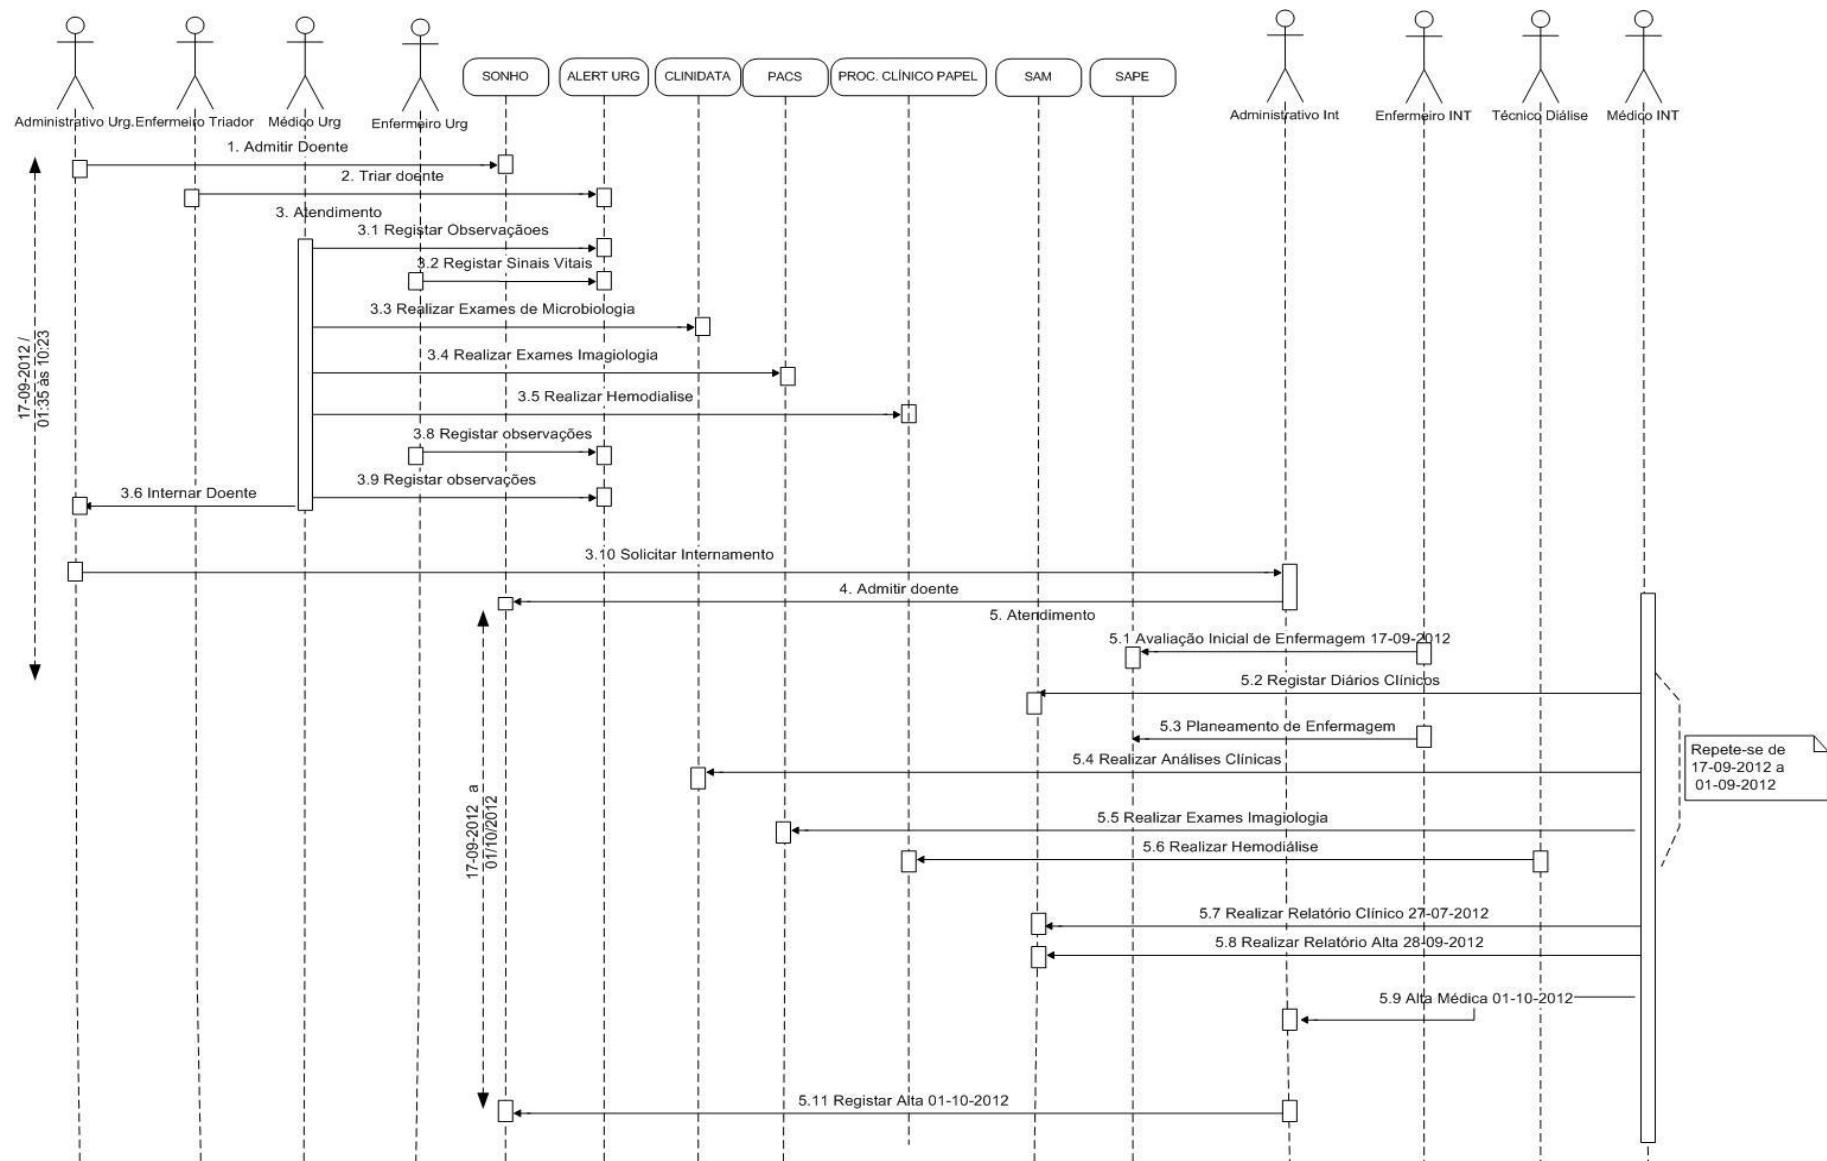 SONHO
ALERT URG
CLINIDATA
PACS
PROC. CLÍNICO PAPEL
SAM
SAPE
Administrativo Urg.
Enfermeiro Triador
Médico Urg
Enfermeiro Urg
Administrativo Int
Enfermeiro INT
Técnico Diálise
Médico INT
1. Admitir Doente
2. Triar doente
3. Atendimento
3.1 Registar Observaçãoes
3.2 Registar Sinais Vitais
3.3 Realizar Exames de Microbiologia
17-09-2012 /
01:35 às 10:23
3.4 Realizar Exames Imagiologia
3.5 Realizar Hemodialise
3.8 Registar observações
3.9 Registar observações
3.6 Internar Doente
3.10 Solicitar Internamento
4. Admitir doente
5. Atendimento
5.1 Avaliação Inicial de Enfermagem 17-09-2012
5.2 Registar Diários Clínicos
5.3 Planeamento de Enfermagem
Repete-se de
17-09-2012 a
01-09-2012
5.4 Realizar Análises Clínicas
17-09-2012 a
01/10/2012
5.5 Realizar Exames Imagiologia
5.6 Realizar Hemodiálise
5.7 Realizar Relatório Clínico 27-07-2012
5.8 Realizar Relatório Alta 28-09-2012
5.9 Alta Médica 01-10-2012
5.11 Registar Alta 01-10-2012